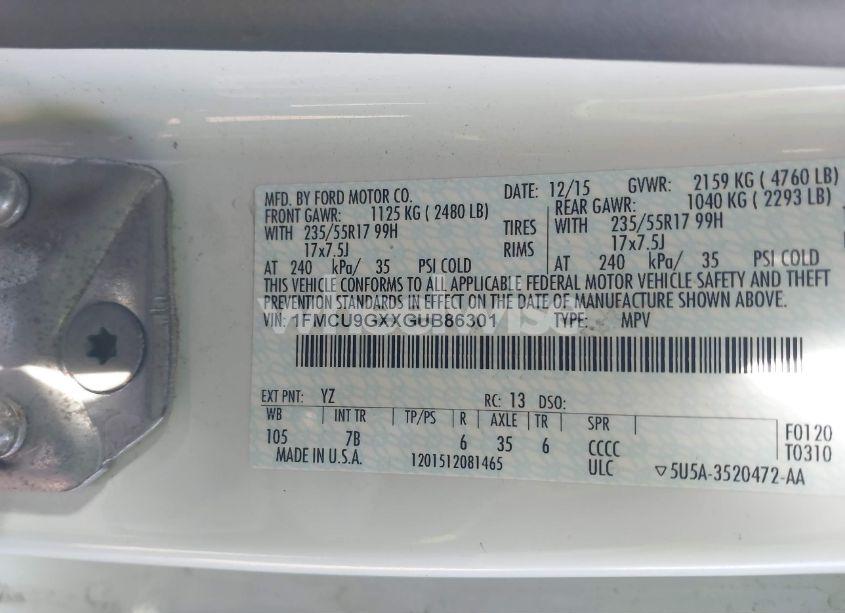 MFD. BY FORD MOTOR CO. DATE: 12/15 GVWR: 2159 KG ( 4760 LB)
FRONT GAWR: 1125 KG ( 2480 LB) REAR GAWR: 1040 KG ( 2293 LB)
WITH 235/55R17 99H TIRES WITH 235/55R17 99H
17x7.5J RIMS 17x7.5J
AT 240 kPa/ 35 PSI COLD AT 240 kPa/ 35 PSI COLD
THIS VEHICLE CONFORMS TO ALL APPLICABLE FEDERAL MOTOR VEHICLE SAFETY AND THEFT
PREVENTION STANDARDS IN EFFECT ON THE DATE OF MANUFACTURE SHOWN ABOVE.
VIN: 1FMCU9GXXGUB86301 TYPE: MPV
EXT PNT: YZ RC: 13 DSO:
WB INT TR TP/PS R AXLE TR SPR F0120
105 7B 6 35 6 CCCC T0310
MADE IN U.S.A. 1201512081465 ULC ▽5U5A-3520472-AA